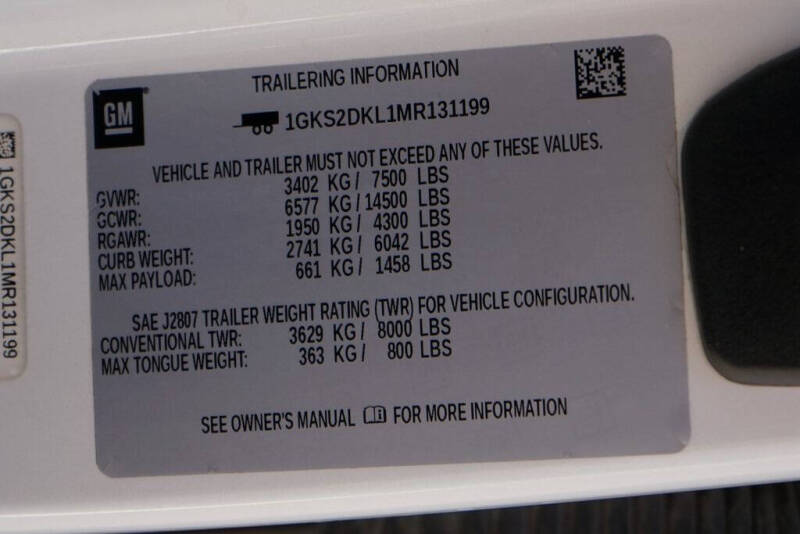 GM
TRAILERING INFORMATION
1GKS2DKL1MR131199
VEHICLE AND TRAILER MUST NOT EXCEED ANY OF THESE VALUES.
GVWR: 3402 KG / 7500 LBS
GCWR: 6577 KG / 14500 LBS
RGAWR: 1950 KG / 4300 LBS
CURB WEIGHT: 2741 KG / 6042 LBS
MAX PAYLOAD: 661 KG / 1458 LBS
SAE J2807 TRAILER WEIGHT RATING (TWR) FOR VEHICLE CONFIGURATION.
CONVENTIONAL TWR: 3629 KG / 8000 LBS
MAX TONGUE WEIGHT: 363 KG / 800 LBS
SEE OWNER'S MANUAL FOR MORE INFORMATION
1GKS2DKL1MR131199